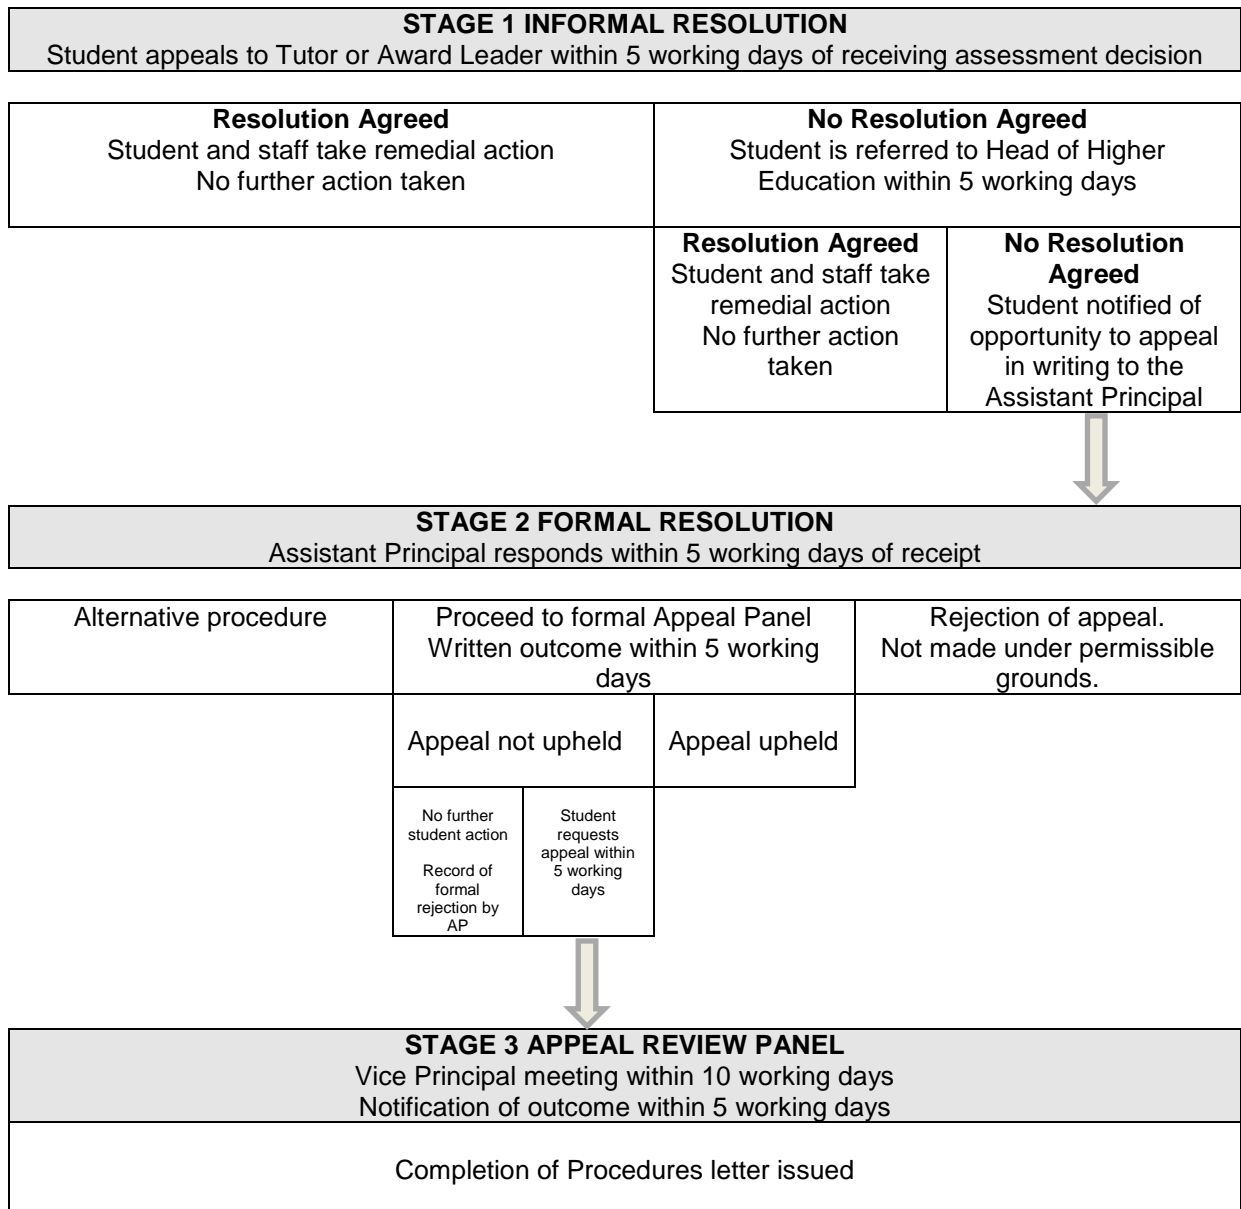 STAGE 1 INFORMAL RESOLUTION
Student appeals to Tutor or Award Leader within 5 working days of receiving assessment decision
Resolution Agreed
Student and staff take remedial action
No further action taken
No Resolution Agreed
Student is referred to Head of Higher
Education within 5 working days
Resolution Agreed
Student and staff take
remedial action
No further action
taken
No Resolution
Agreed
Student notified of
opportunity to appeal
in writing to the
Assistant Principal
STAGE 2 FORMAL RESOLUTION
Assistant Principal responds within 5 working days of receipt
Alternative procedure
Proceed to formal Appeal Panel
Written outcome within 5 working
days
Rejection of appeal.
Not made under permissible
grounds.
Appeal not upheld
Appeal upheld
No further
student action
Record of
formal
rejection by
AP
Student
requests
appeal within
5 working
days
STAGE 3 APPEAL REVIEW PANEL
Vice Principal meeting within 10 working days
Notification of outcome within 5 working days
Completion of Procedures letter issued